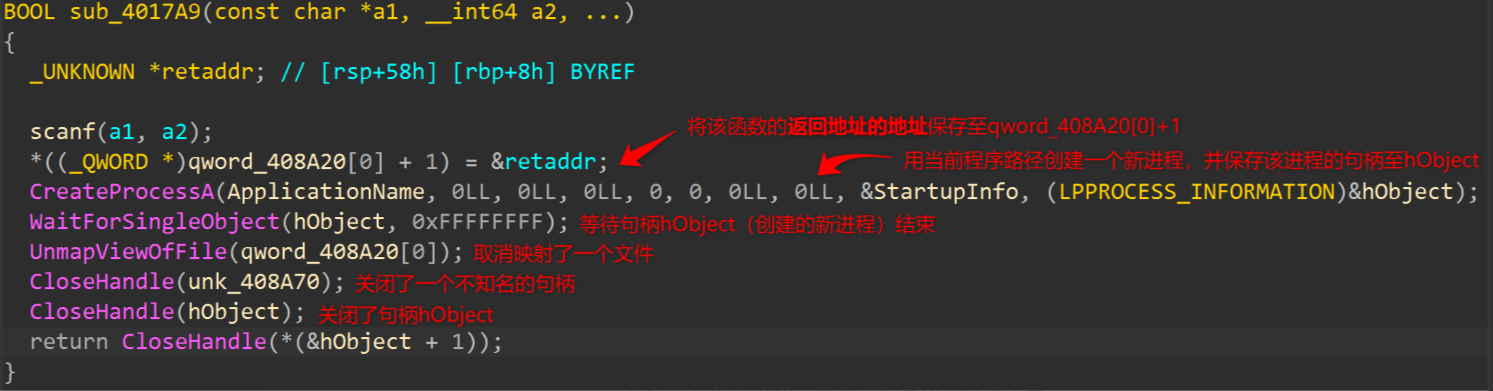 BOOL sub_4017A9(const char *a1, __int64 a2, ...)
{
_UNKNOWN *retaddr; // [rsp+58h] [rbp+8h] BYREF
scanf(a1, a2);
将该函数的返回地址的地址保存至qword_408A20[0]+1
*((_QWORD *)qword_408A20[0] + 1) = &retaddr;
用当前程序路径创建一个新进程，并保存该进程的句柄至hObject
CreateProcessA(ApplicationName, 0LL, 0LL, 0LL, 0, 0, 0LL, 0LL, &StartupInfo, (LPPROCESS_INFORMATION)&hObject);
WaitForSingleObject(hObject, 0xFFFFFFFF); 等待句柄hObject（创建的新进程）结束
UnmapViewOfFile(qword_408A20[0]); 取消映射了一个文件
CloseHandle(unk_408A70); 关闭了一个不知名的句柄
CloseHandle(hObject); 关闭了句柄hObject
return CloseHandle(*(&hObject + 1));
}